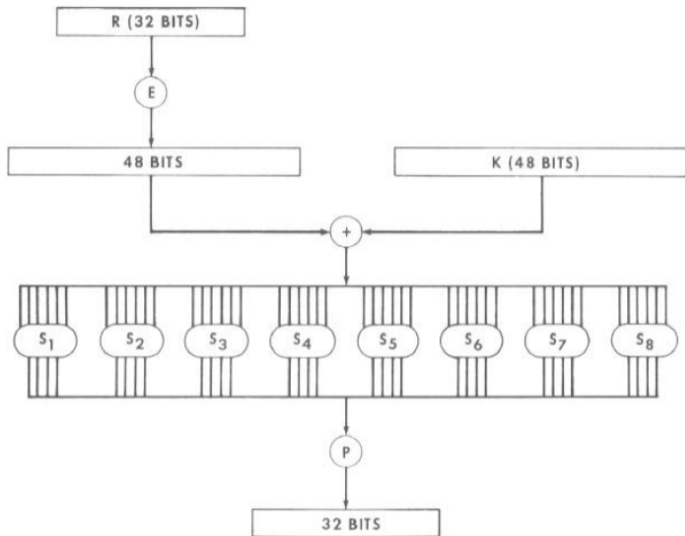 R (32 BITS)
E
48 BITS
K (48 BITS)
+
S1 S2 S3 S4 S5 S6 S7 S8
P
32 BITS